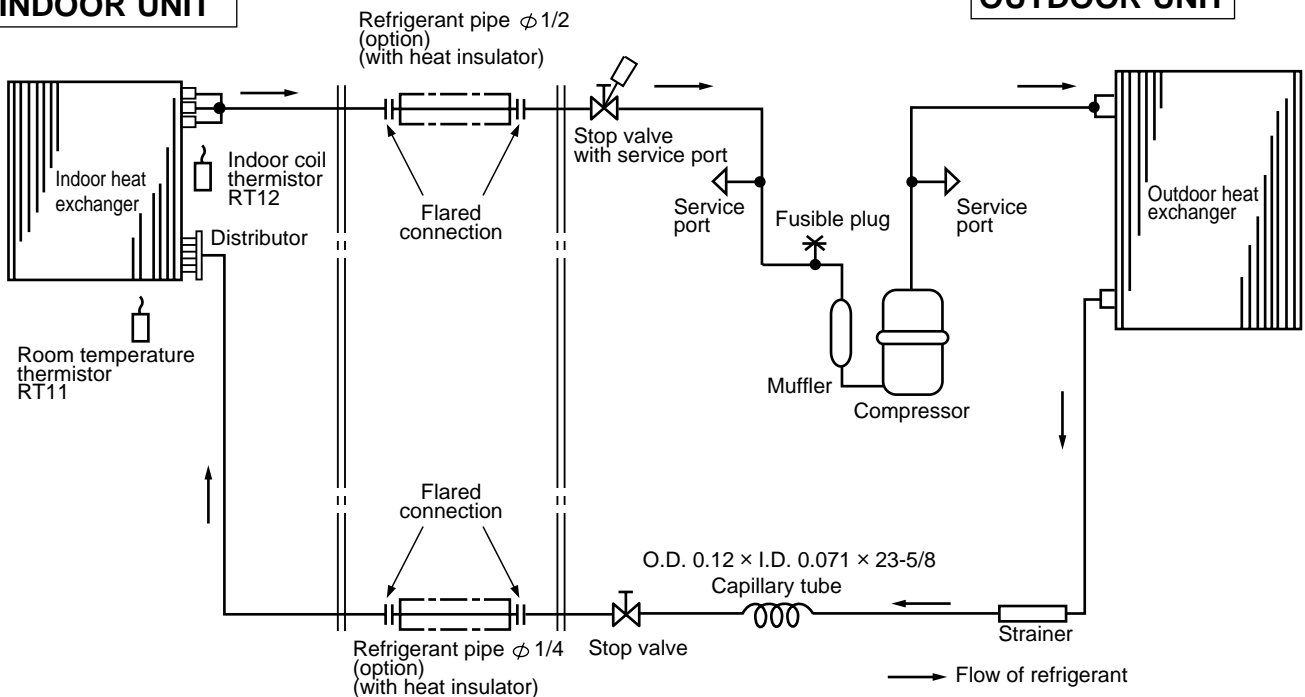 INDOOR UNIT
OUTDOOR UNIT
Refrigerant pipe ϕ 1/2
(option)
(with heat insulator)
Stop valve
with service port
Indoor heat
exchanger
Indoor coil
thermistor
RT12
Flared
connection
Service
port
Fusible plug
Service
port
Outdoor heat
exchanger
Distributor
Room temperature
thermistor
RT11
Muffler
Compressor
Flared
connection
O.D. 0.12 × I.D. 0.071 × 23-5/8
Capillary tube
Strainer
Refrigerant pipe ϕ 1/4
(option)
(with heat insulator)
Stop valve
Flow of refrigerant